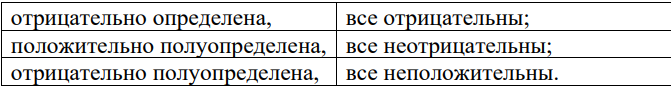 отрицательно определена, все отрицательны;
положительно полуопределена, все неотрицательны;
отрицательно полуопределена, все неположительны.